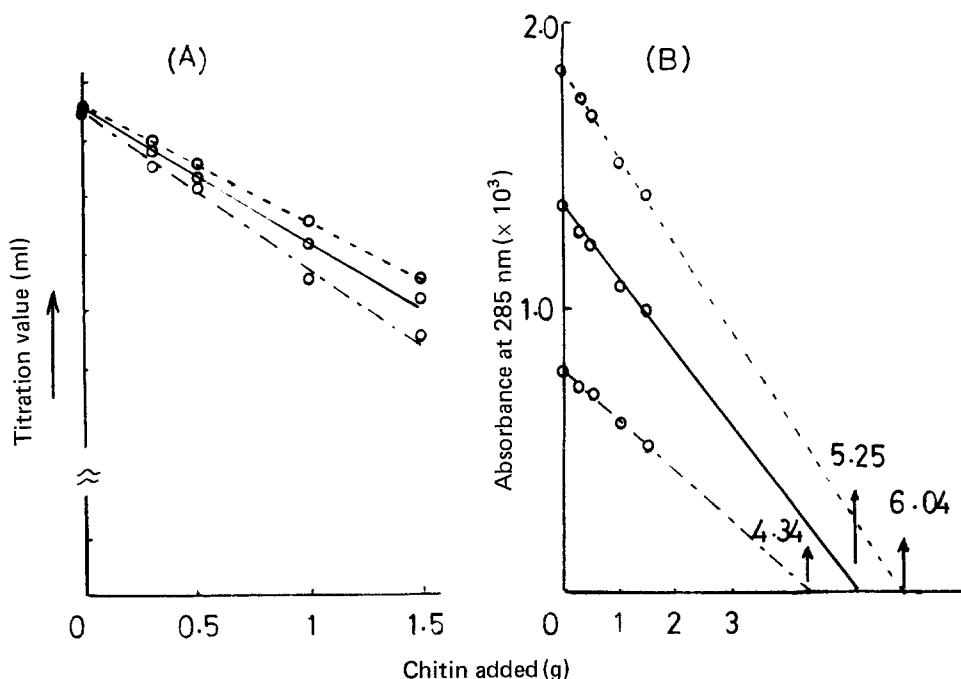 (A)
Titration value (ml)
0
0.5
1
1.5
(B)
Absorbance at 285 nm (× 10³)
2.0
1.0
4.34
5.25
6.04
0
1
2
3
Chitin added (g)